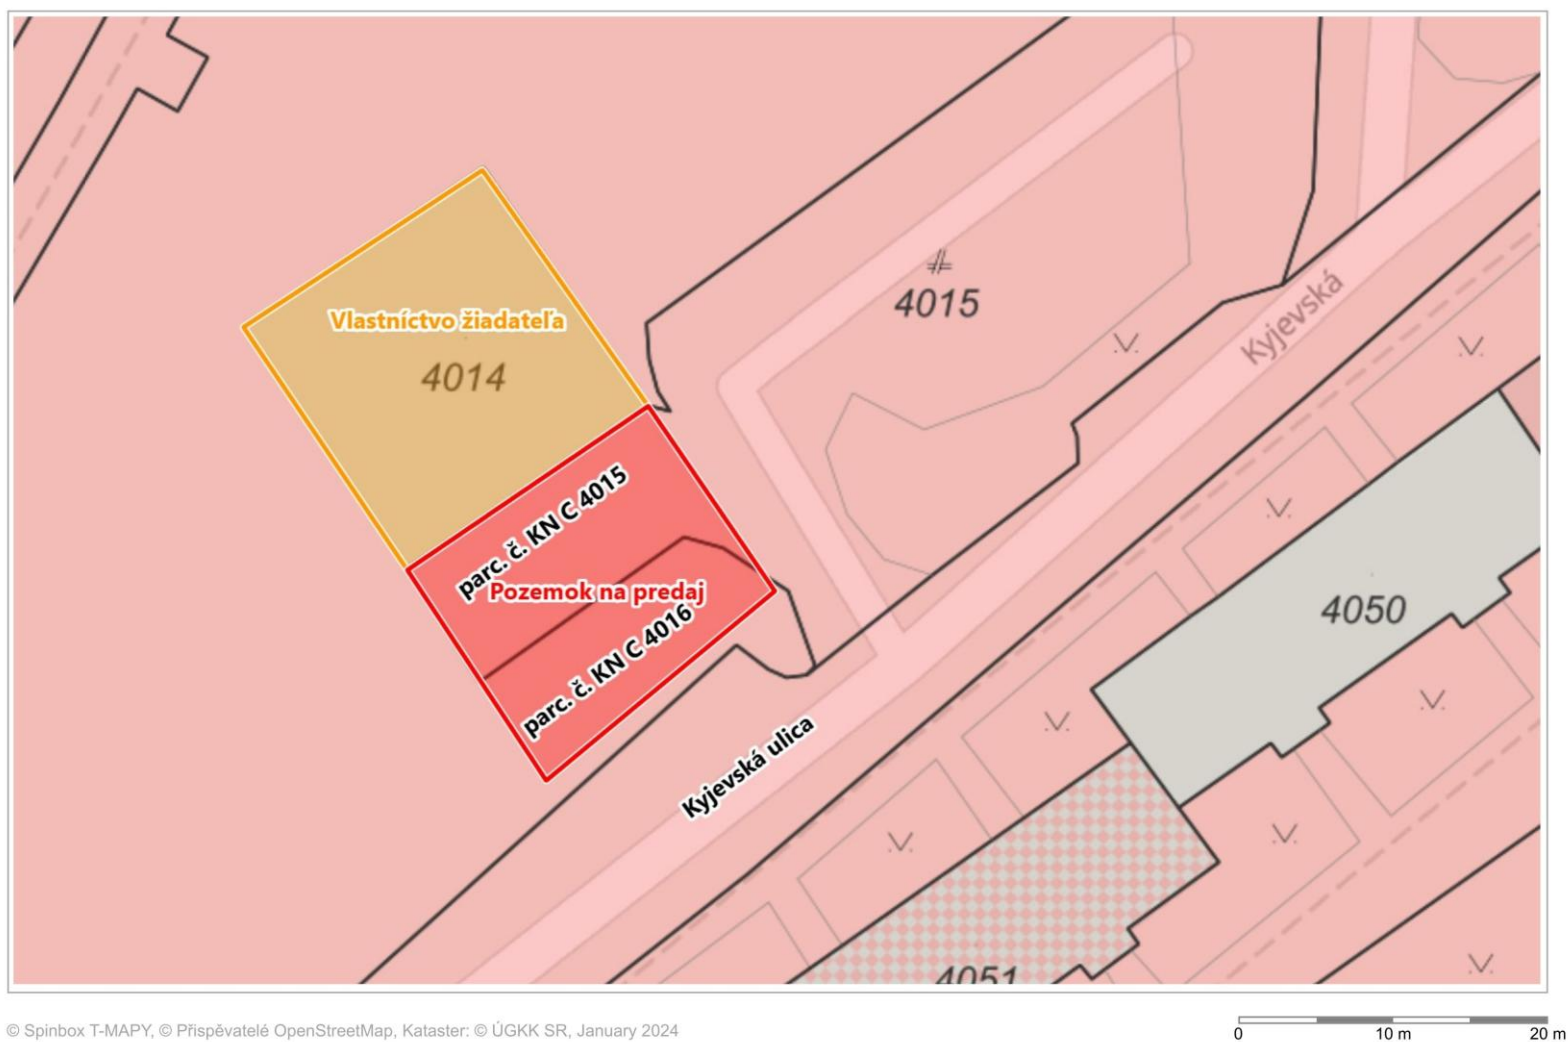 Vlastníctvo žiadateľa
4014
4015
Kyjevská
parc. č. KN C 4015
Pozemok na predaj
parc. č. KN C 4016
4050
Kyjevská ulica
4051
© Spinbox T-MAPY, © Přispěvatelé OpenStreetMap, Kataster: © ÚGKK SR, January 2024
0 10 m 20 m